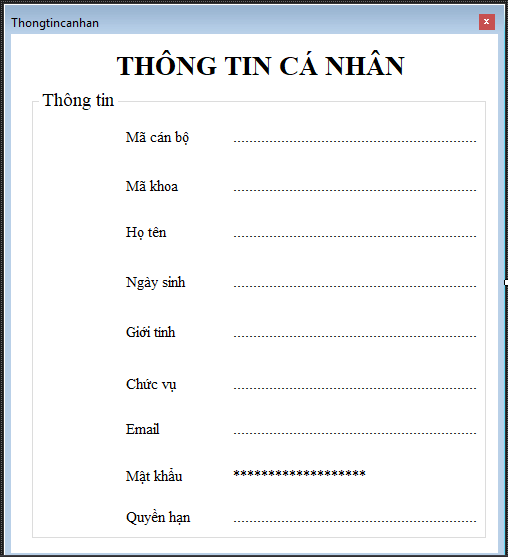 Thongtincanhan
x
THÔNG TIN CÁ NHÂN
Thông tin
Mã cán bộ ............................................................
Mã khoa ............................................................
Họ tên ............................................................
Ngày sinh ............................................................
Giới tính ............................................................
Chức vụ ............................................................
Email ............................................................
Mật khẩu *******************
Quyền hạn ............................................................